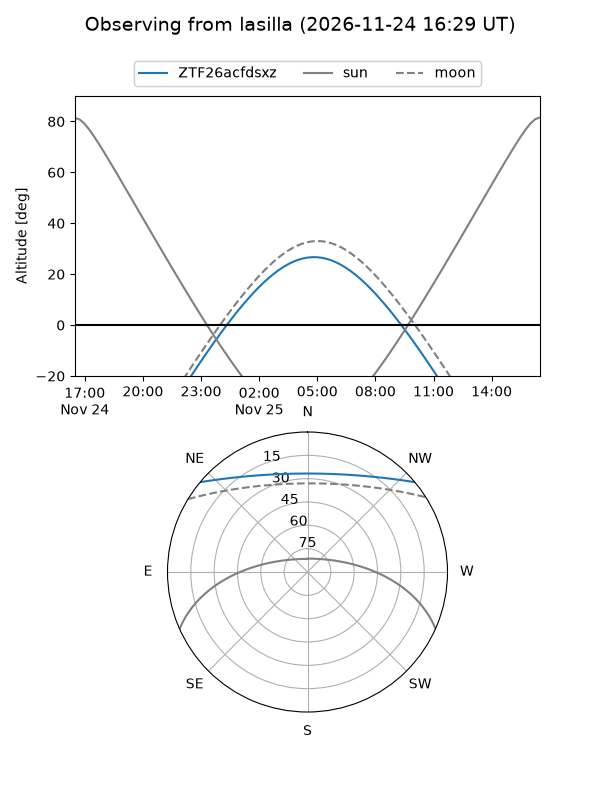 Observing from lasilla (2026-11-24 16:29 UT)
ZTF26acfdsxz sun moon
Altitude [deg]
80
60
40
20
0
−20
17:00 20:00 23:00 02:00 05:00 08:00 11:00 14:00
Nov 24 Nov 25
N
NE NW
15
30
45
60
75
E W
SE SW
S